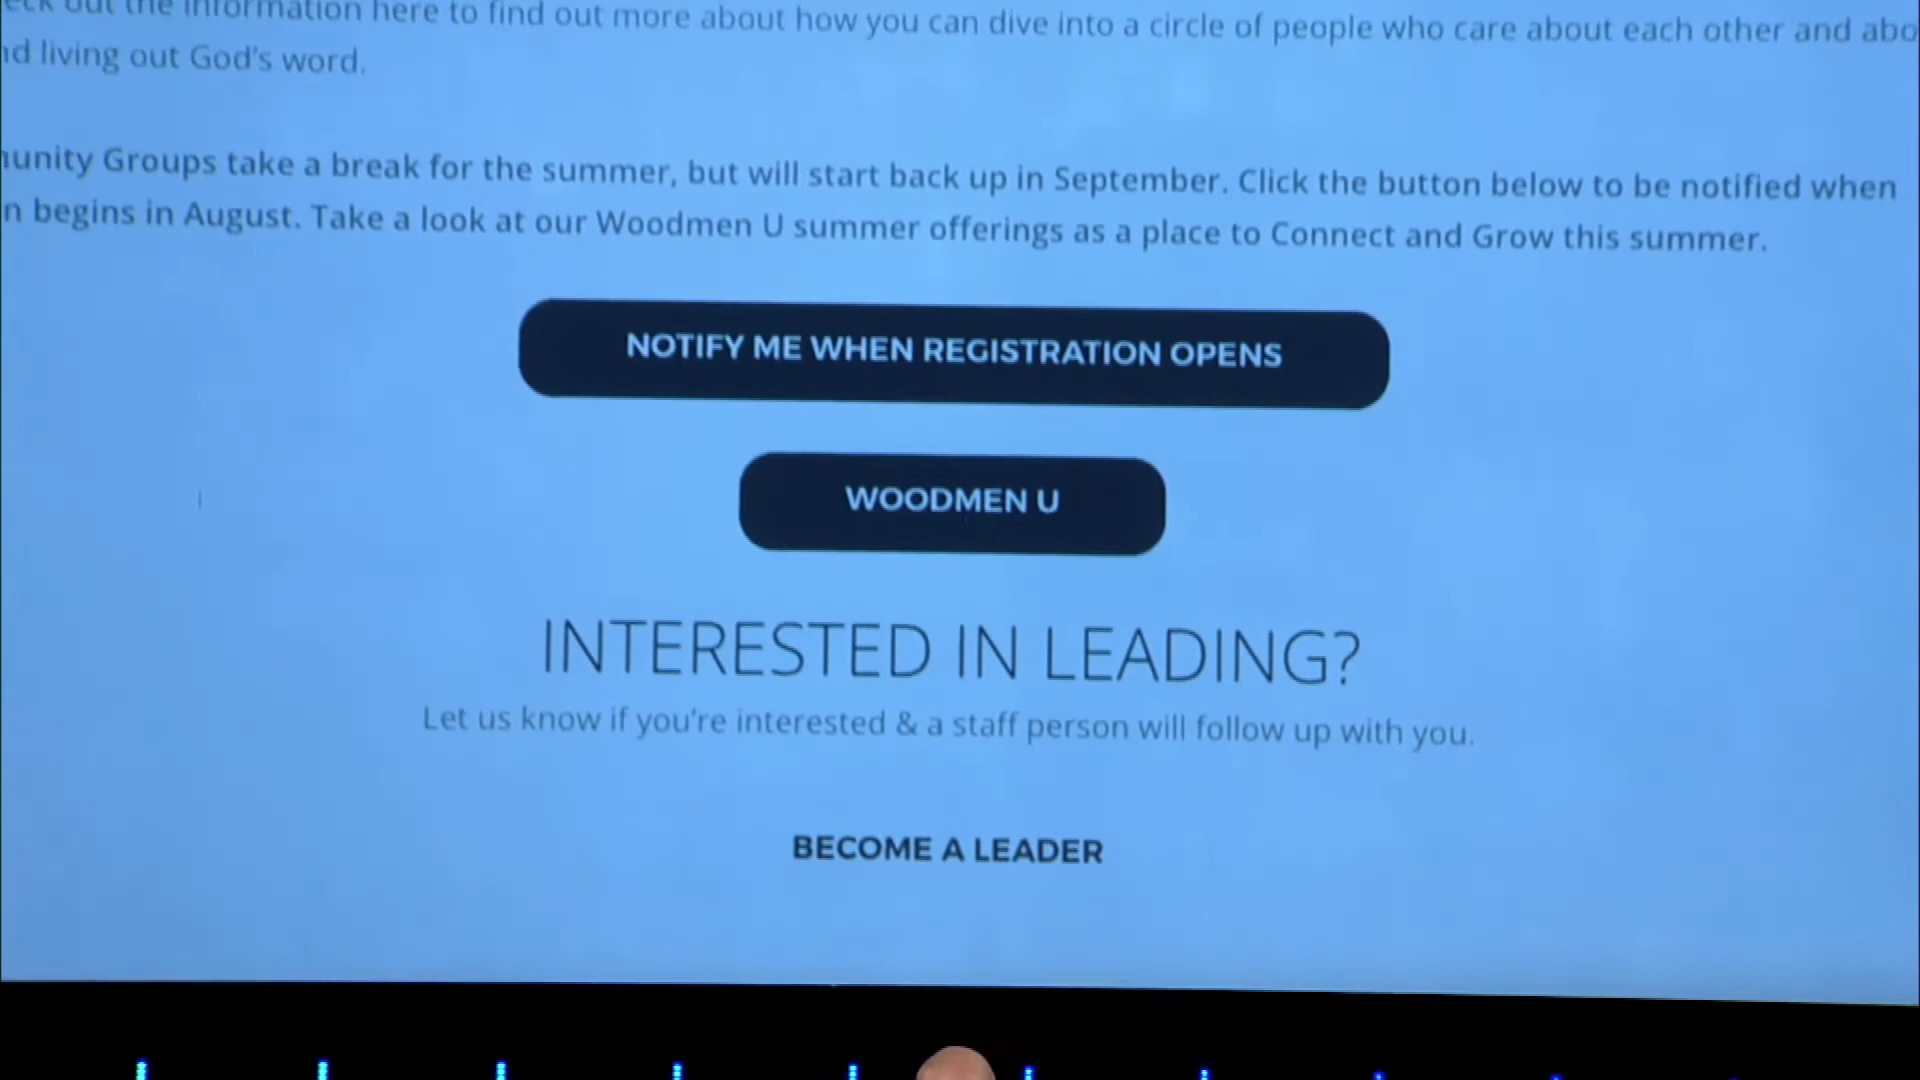 out the information here to find out more about how you can dive into a circle of people who care about each other and
living out God's word.
Groups take a break for the summer, but will start back up in September. Click the button below to be notified when
begins in August. Take a look at our Woodmen U summer offerings as a place to Connect and Grow this summer.
NOTIFY ME WHEN REGISTRATION OPENS
WOODMEN U
INTERESTED IN LEADING?
Let us know if you're interested & a staff person will follow up with you.
BECOME A LEADER